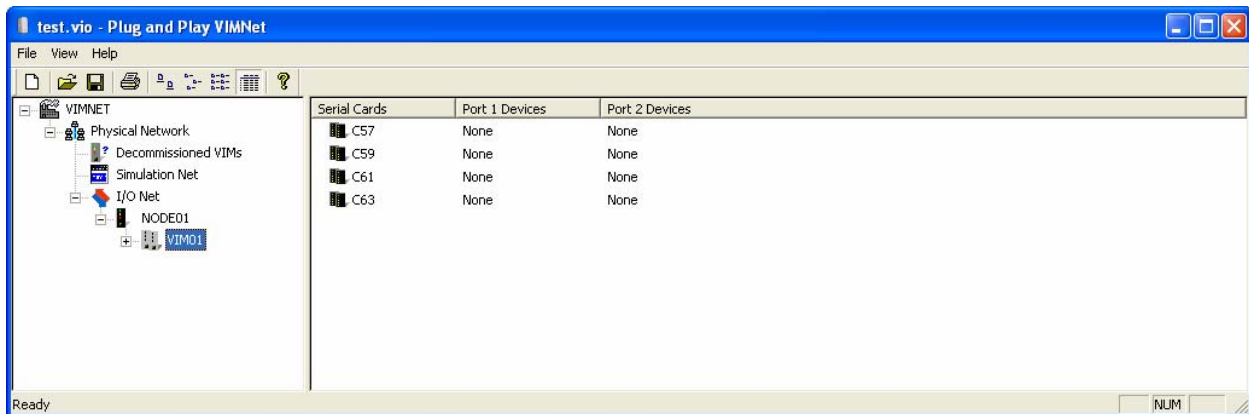 test.vio - Plug and Play VIMNet
File View Help
VIMNET
Physical Network
Decommissioned VIMs
Simulation Net
I/O Net
NODE01
VIM01
Serial Cards Port 1 Devices Port 2 Devices
C57 None None
C59 None None
C61 None None
C63 None None
Ready NUM